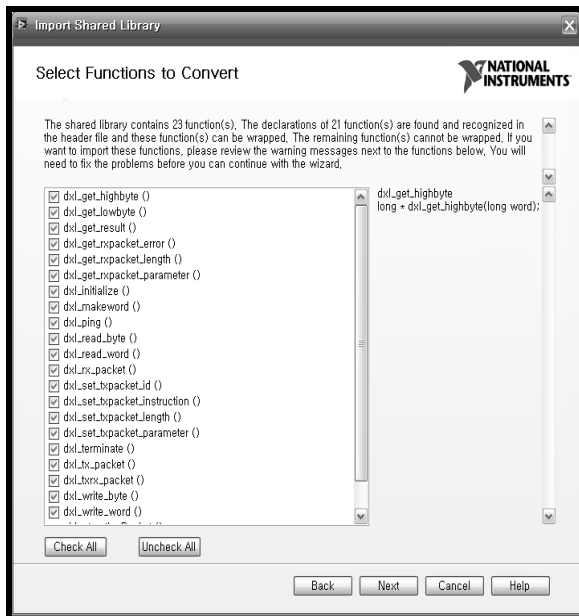 Import Shared Library
Select Functions to Convert
NATIONAL
INSTRUMENTS
The shared library contains 23 function(s), The declarations of 21 function(s) are found and recognized in
the header file and these function(s) can be wrapped, The remaining function(s) cannot be wrapped, If you
want to import these functions, please review the warning messages next to the functions below, You will
need to fix the problems before you can continue with the wizard,
dxl_get_highbyte ()
dxl_get_lowbyte ()
dxl_get_result ()
dxl_get_rxpacket_error ()
dxl_get_rxpacket_length ()
dxl_get_rxpacket_parameter ()
dxl_initialize ()
dxl_makeword ()
dxl_ping ()
dxl_read_byte ()
dxl_read_word ()
dxl_rx_packet ()
dxl_set_txpacket_id ()
dxl_set_txpacket_instruction ()
dxl_set_txpacket_length ()
dxl_set_txpacket_parameter ()
dxl_terminate ()
dxl_tx_packet ()
dxl_txrx_packet ()
dxl_write_byte ()
dxl_write_word ()
dxl_get_highbyte
long * dxl_get_highbyte(long word);
Check All
Uncheck All
Back
Next
Cancel
Help